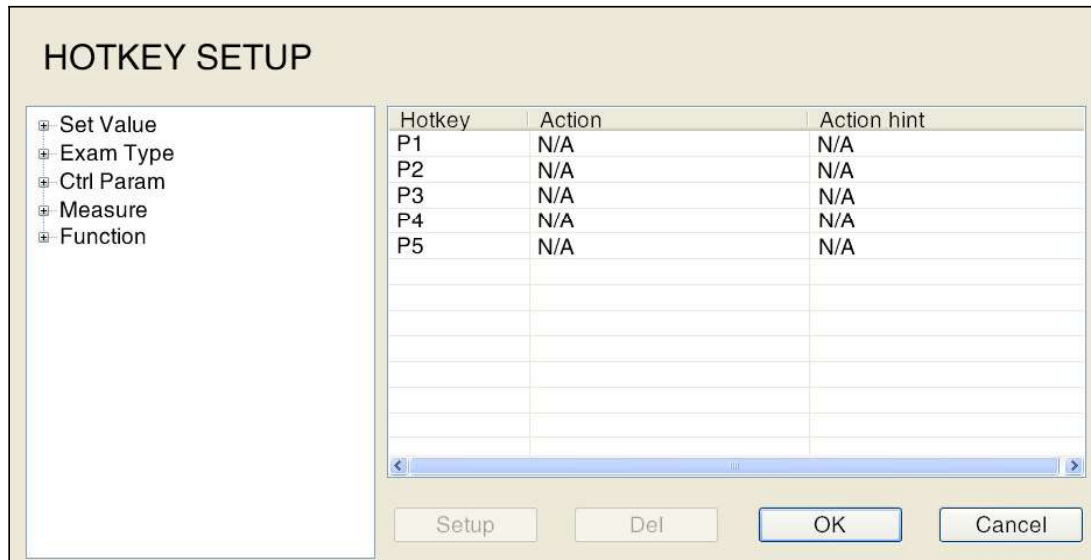 HOTKEY SETUP
Set Value
Exam Type
Ctrl Param
Measure
Function
Hotkey Action Action hint
P1 N/A N/A
P2 N/A N/A
P3 N/A N/A
P4 N/A N/A
P5 N/A N/A
Setup Del OK Cancel